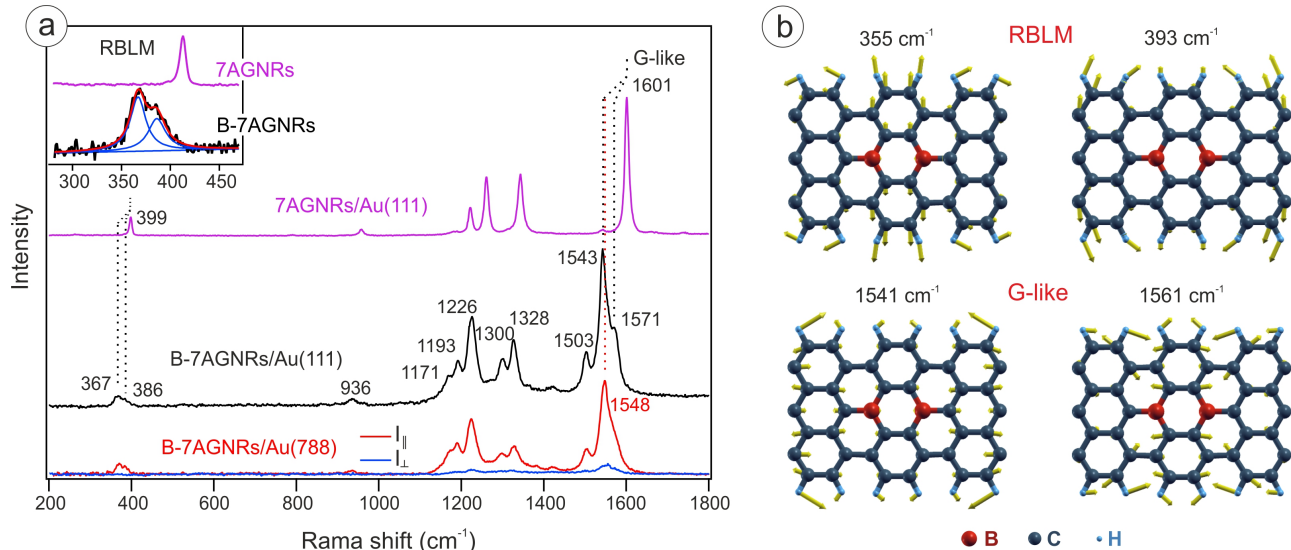 a
RBLM
7AGNRs
B-7AGNRs
300 350 400 450
G-like
1601
399
7AGNRs/Au(111)
1543
1226
1300
1328
1571
1193
1503
1171
B-7AGNRs/Au(111)
367
386
936
1548
B-7AGNRs/Au(788)
I∥
I⊥
Intensity
200 400 600 800 1000 1200 1400 1600 1800
Rama shift (cm⁻¹)
b
355 cm⁻¹ RBLM 393 cm⁻¹
1541 cm⁻¹ G-like 1561 cm⁻¹
B C H